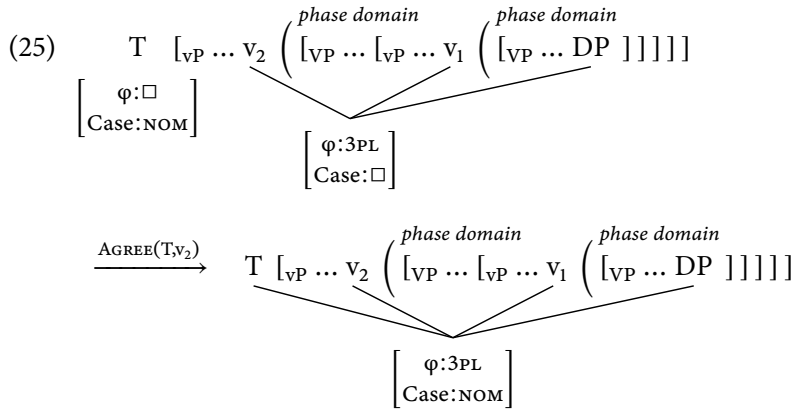 phase domain phase domain
(25) T [vP ... v2 ( [VP ... [vP ... v1 ( [VP ... DP ] ] ] ] ]
φ:□
Case:NOM
φ:3PL
Case:□
AGREE(T,v2)
phase domain phase domain
T [vP ... v2 ( [VP ... [vP ... v1 ( [VP ... DP ] ] ] ] ]
φ:3PL
Case:NOM